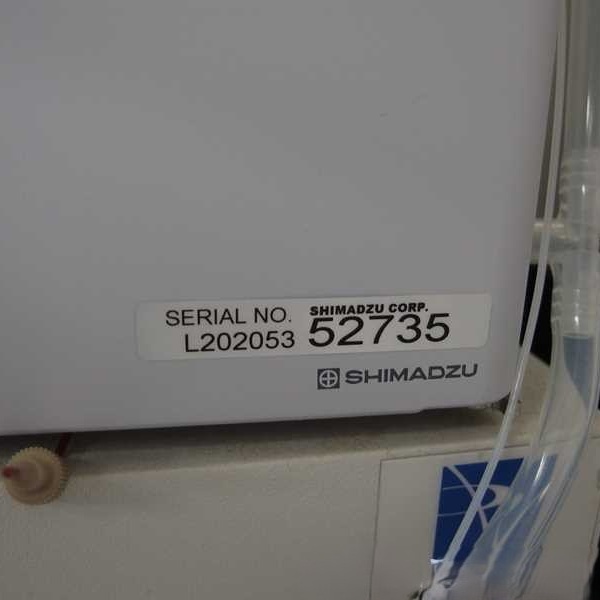 SERIAL NO. SHIMADZU CORP.
L202053 52735
SHIMADZU